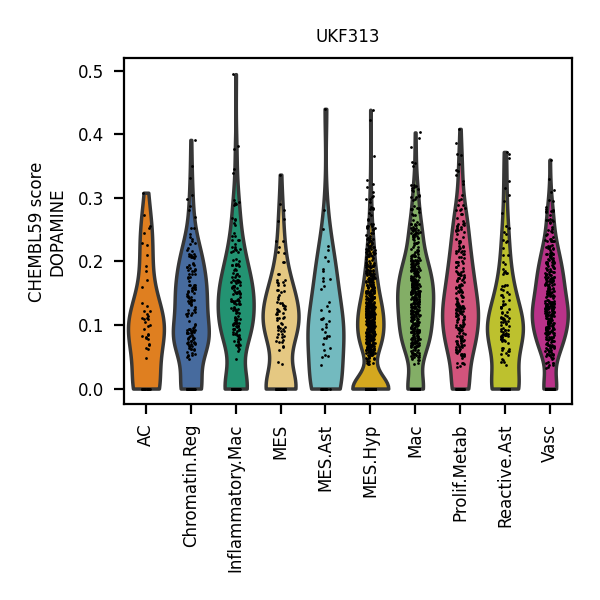 UKF313
CHEMBL59 score
DOPAMINE
0.5
0.4
0.3
0.2
0.1
0.0
AC
Chromatin.Reg
Inflammatory.Mac
MES
MES.Ast
MES.Hyp
Mac
Prolif.Metab
Reactive.Ast
Vasc